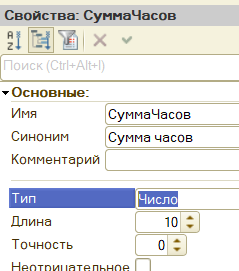 Свойства: СуммаЧасов
Поиск (Ctrl+Alt+I)
Основные:
Имя СуммаЧасов
Синоним Сумма часов
Комментарий
Тип Число
Длина 10
Точность 0
Неотрицательное